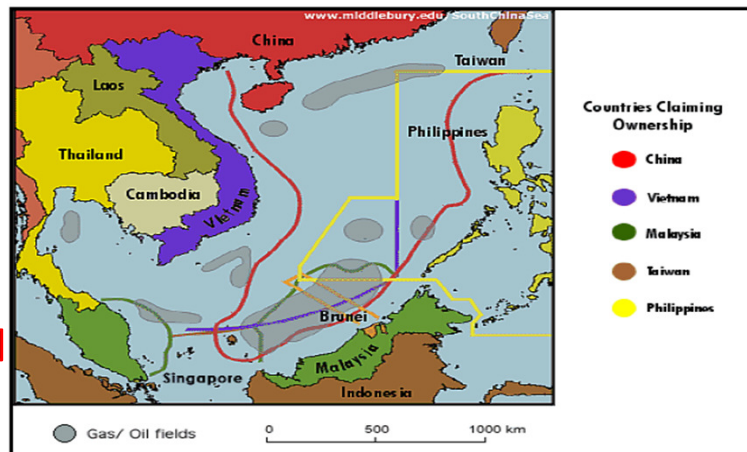 www.middlebury.edu/SouthChinaSea
China
Taiwan
Laos
Philippines
Thailand
Cambodia
Vietnam
Brunei
Malaysia
Singapore
Indonesia
Countries Claiming
Ownership
China
Vietnam
Malaysia
Taiwan
Philippines
Gas/ Oil fields
0 500 1000 km